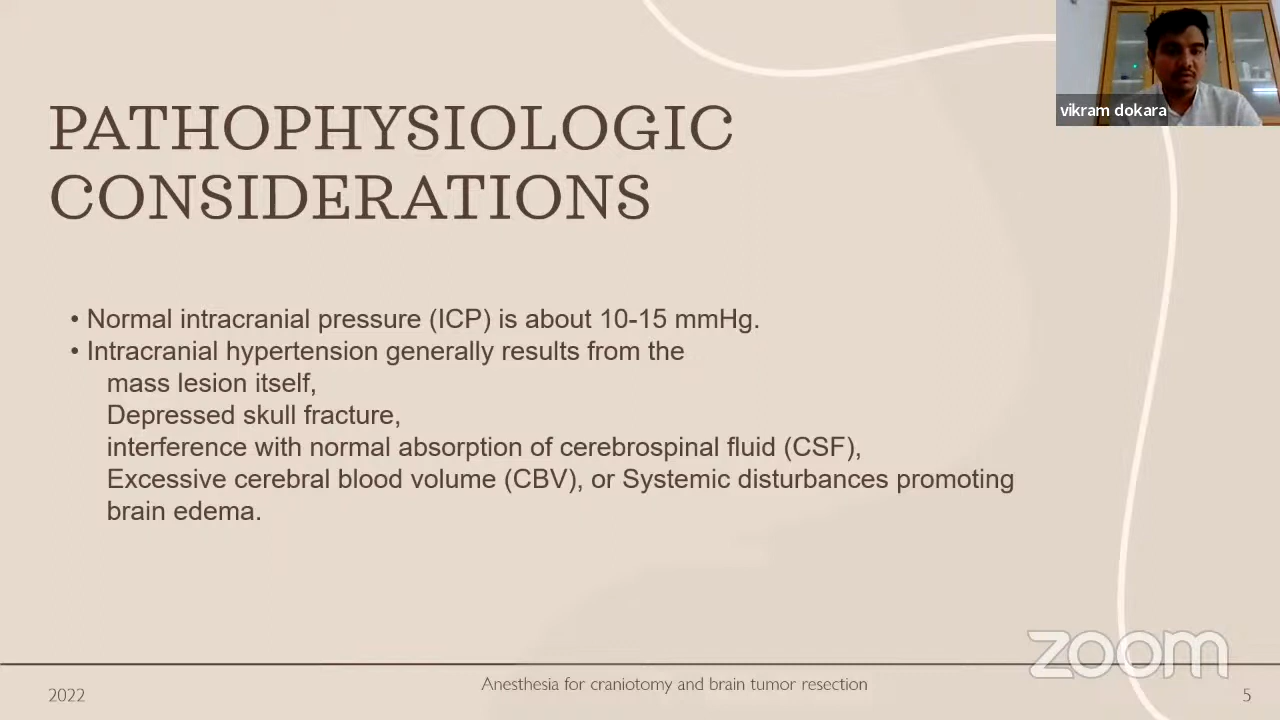 vikram dokara
PATHOPHYSIOLOGIC
CONSIDERATIONS
• Normal intracranial pressure (ICP) is about 10-15 mmHg.
• Intracranial hypertension generally results from the
mass lesion itself,
Depressed skull fracture,
interference with normal absorption of cerebrospinal fluid (CSF),
Excessive cerebral blood volume (CBV), or Systemic disturbances promoting
brain edema.
zoom
2022
Anesthesia for craniotomy and brain tumor resection
5